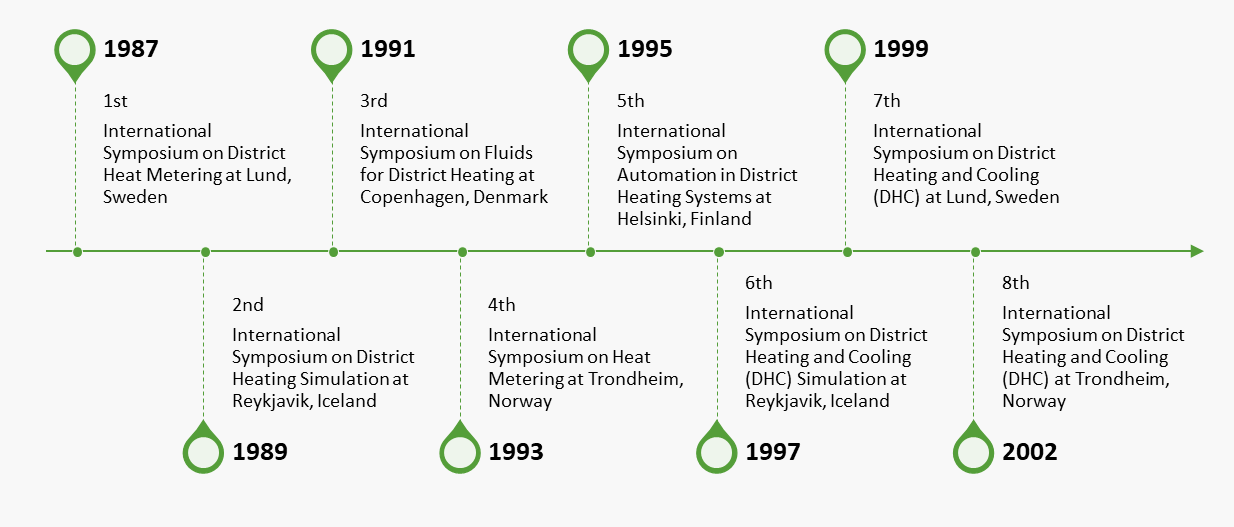 1987
1st
International
Symposium on District
Heat Metering at Lund,
Sweden
1991
3rd
International
Symposium on Fluids
for District Heating at
Copenhagen, Denmark
1995
5th
International
Symposium on
Automation in District
Heating Systems at
Helsinki, Finland
1999
7th
International
Symposium on District
Heating and Cooling
(DHC) at Lund, Sweden
2nd
International
Symposium on District
Heating Simulation at
Reykjavik, Iceland
1989
4th
International
Symposium on Heat
Metering at Trondheim,
Norway
1993
6th
International
Symposium on District
Heating and Cooling
(DHC) Simulation at
Reykjavik, Iceland
1997
8th
International
Symposium on District
Heating and Cooling
(DHC) at Trondheim,
Norway
2002